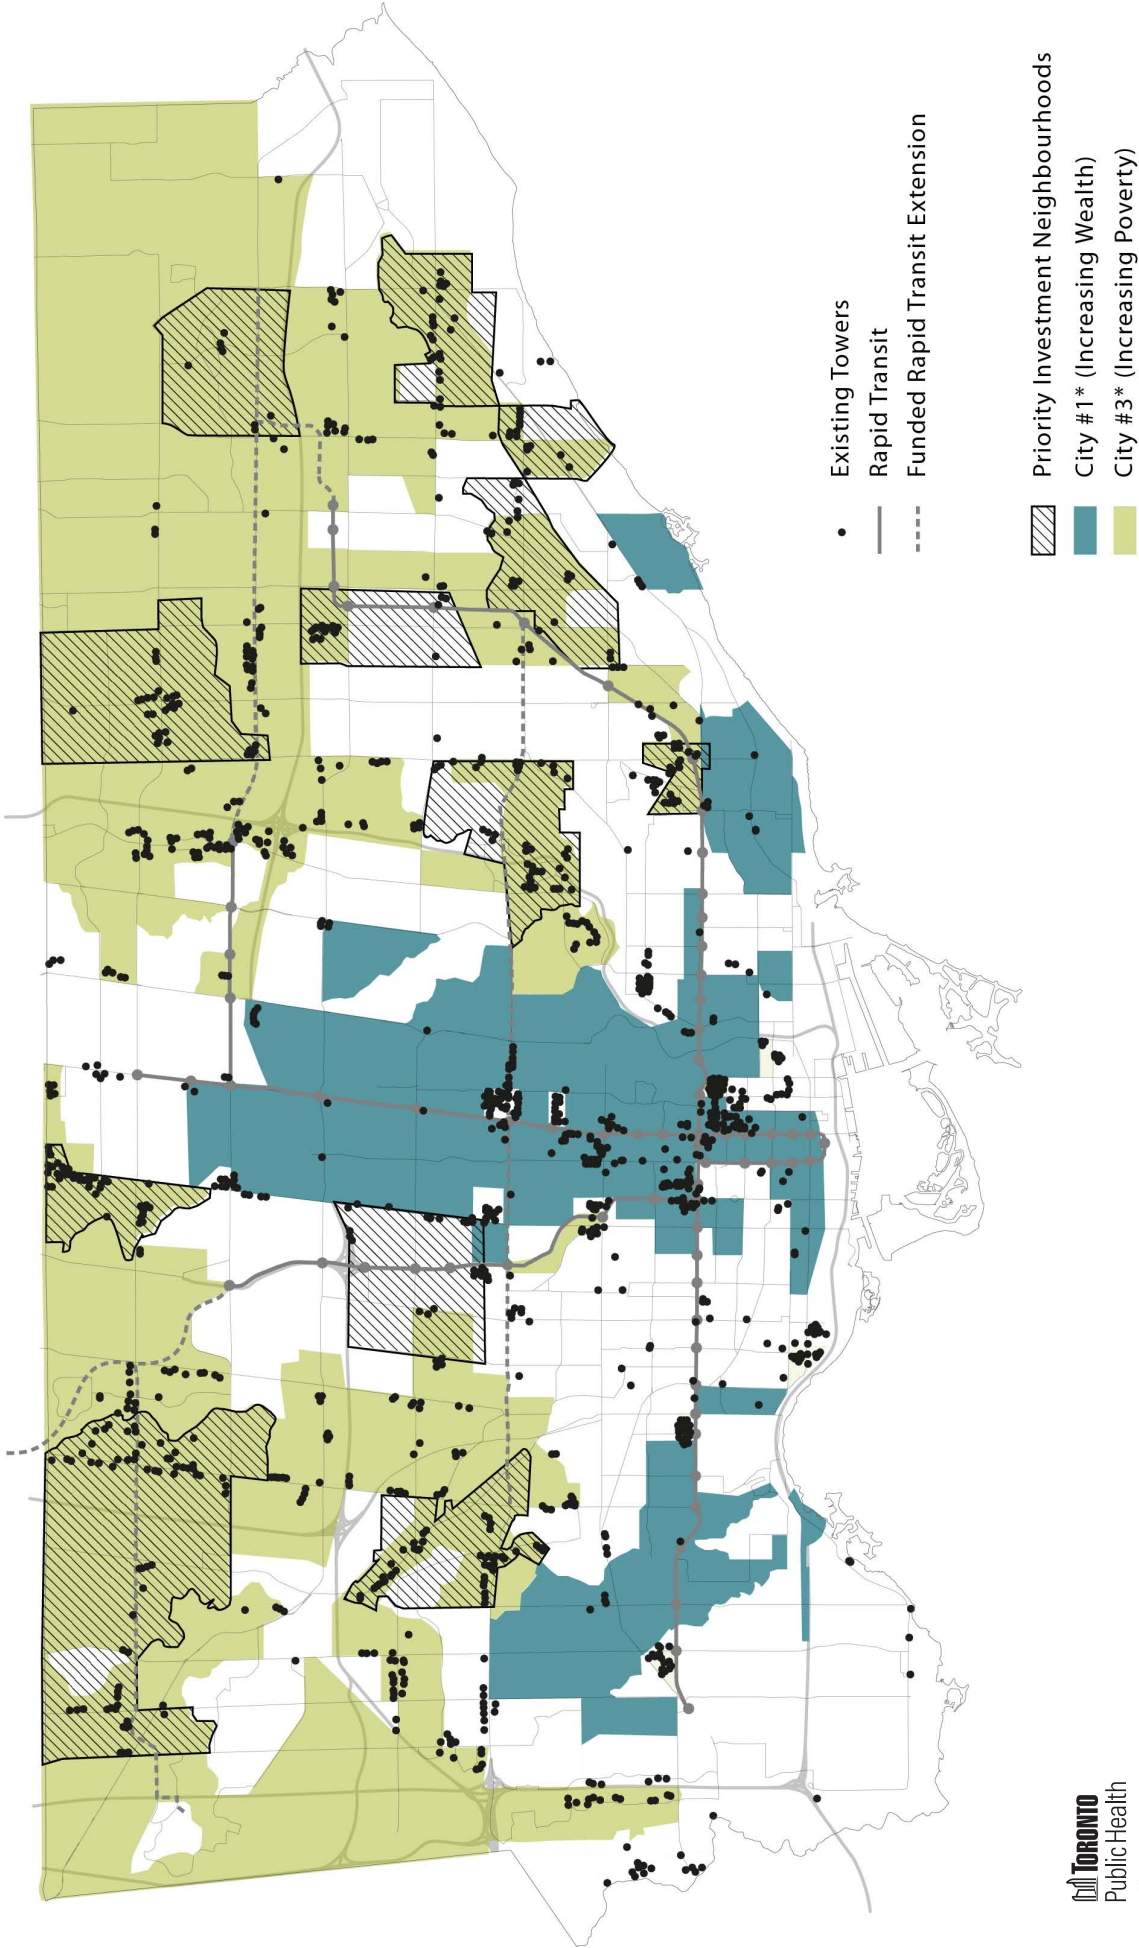 Existing Towers
Rapid Transit
Funded Rapid Transit Extension
Priority Investment Neighbourhoods
City #1* (Increasing Wealth)
City #3* (Increasing Poverty)
TORONTO
Public Health